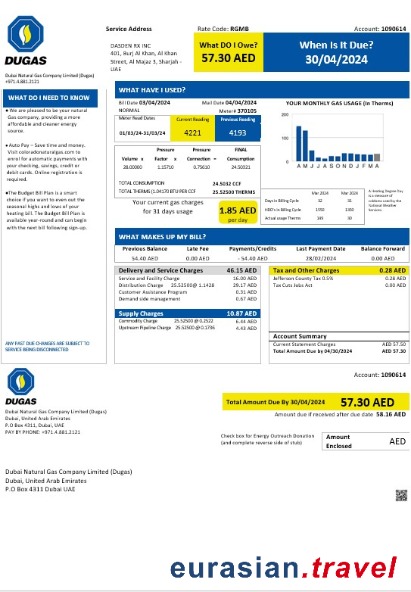 DUGAS
Dubai Natural Gas Company Limited (Dugas)
+971.4.881.2121
Service Address
DASDEN RX INC
401, Burj Al Khan, Al Khan
Street, Al Majaz 3, Sharjah -
UAE
Rate Code: RGMB
Account: 1090614
What Do I Owe?
57.30 AED
When Is It Due?
30/04/2024
WHAT DO I NEED TO KNOW
We are pleased to be your natural
Gas company, providing a more
affordable and cleaner energy
source.
Auto Pay – Save time and money.
Visit coloradonaturalgas.com to
enroll for automatic payments with
your checking, savings, credit or
debit cards. Online registration is
required.
The Budget Bill Plan is a smart
choice if you want to even out the
seasonal highs and lows of your
heating bill. The Budget Bill Plan is
available year-round and can begin
with the next bill following sign-up.
ANY PAST DUE CHARGES ARE SUBJECT TO
SERVICE BEING DISCONNECTED
WHAT HAVE I USED?
Bill Date 03/04/2024
Mail Date 04/04/2024
NORMAL
Meter# 370105
Meter Read Dates
Current Reading
Previous Reading
01/03/24-31/03/24
4221
4193
Pressure
Pressure
FINAL
Volume x
Factor x
Correction =
Consumption
28.00000
1.15710
0.75610
24.50321
TOTAL CONSUMPTION
24.5032 CCF
25.52500 THERMS
Your current gas charges
for 31 days usage
1.85 AED
per day
YOUR MONTHLY GAS USAGE (in Therms)
200
150
0
A M J J A S O N D J F M A
Mar 2024
Mar 2024
Days in Billing Cycle
32
31
HDD's in Billing Cycle
Actual usage Therms
WHAT MAKES UP MY BILL?
Previous Balance
Late Fee
Payments/Credits
Last Payment Date
Balance Forward
54.40 AED
0.00 AED
- 54.40 AED
28/02/2024
0.00 AED
Delivery and Service Charges
46.15 AED
Service and Facility Charge
16.00 AED
Distribution Charge 25.52500@ 1.1428
29.17 AED
Customer Assistance Program
0.31 AED
Demand side management
0.67 AED
Supply Charges
10.87 AED
Commodity Charge 25.52500 @ 0.2522
6.44 AED
Upstream Pipeline Charge 25.52500 @ 0.1736
4.43 AED
Tax and Other Charges
0.28 AED
Jefferson County Tax 0.5%
0.28 AED
Tax Cuts Jobs Act
0.00 AED
Account Summary
Current Statement Charges
AED 57.30
Total Amount Due by 04/30/2024
AED 57.30
DUGAS
Dubai Natural Gas Company Limited (Dugas)
Dubai, United Arab Emirates
P.O Box 4311 Dubai, UAE
PAY BY PHONE: +971.4.881.2121
Account: 1090614
Total Amount Due By 30/04/2024
57.30 AED
Amount due if received after due date 58.16 AED
Check box for Energy Outreach Donation
(and complete reverse side of stub)
Amount
Enclosed
Dubai Natural Gas Company Limited (Dugas)
Dubai, United Arab Emirates
P.O Box 4311 Dubai UAE
eurasian.travel